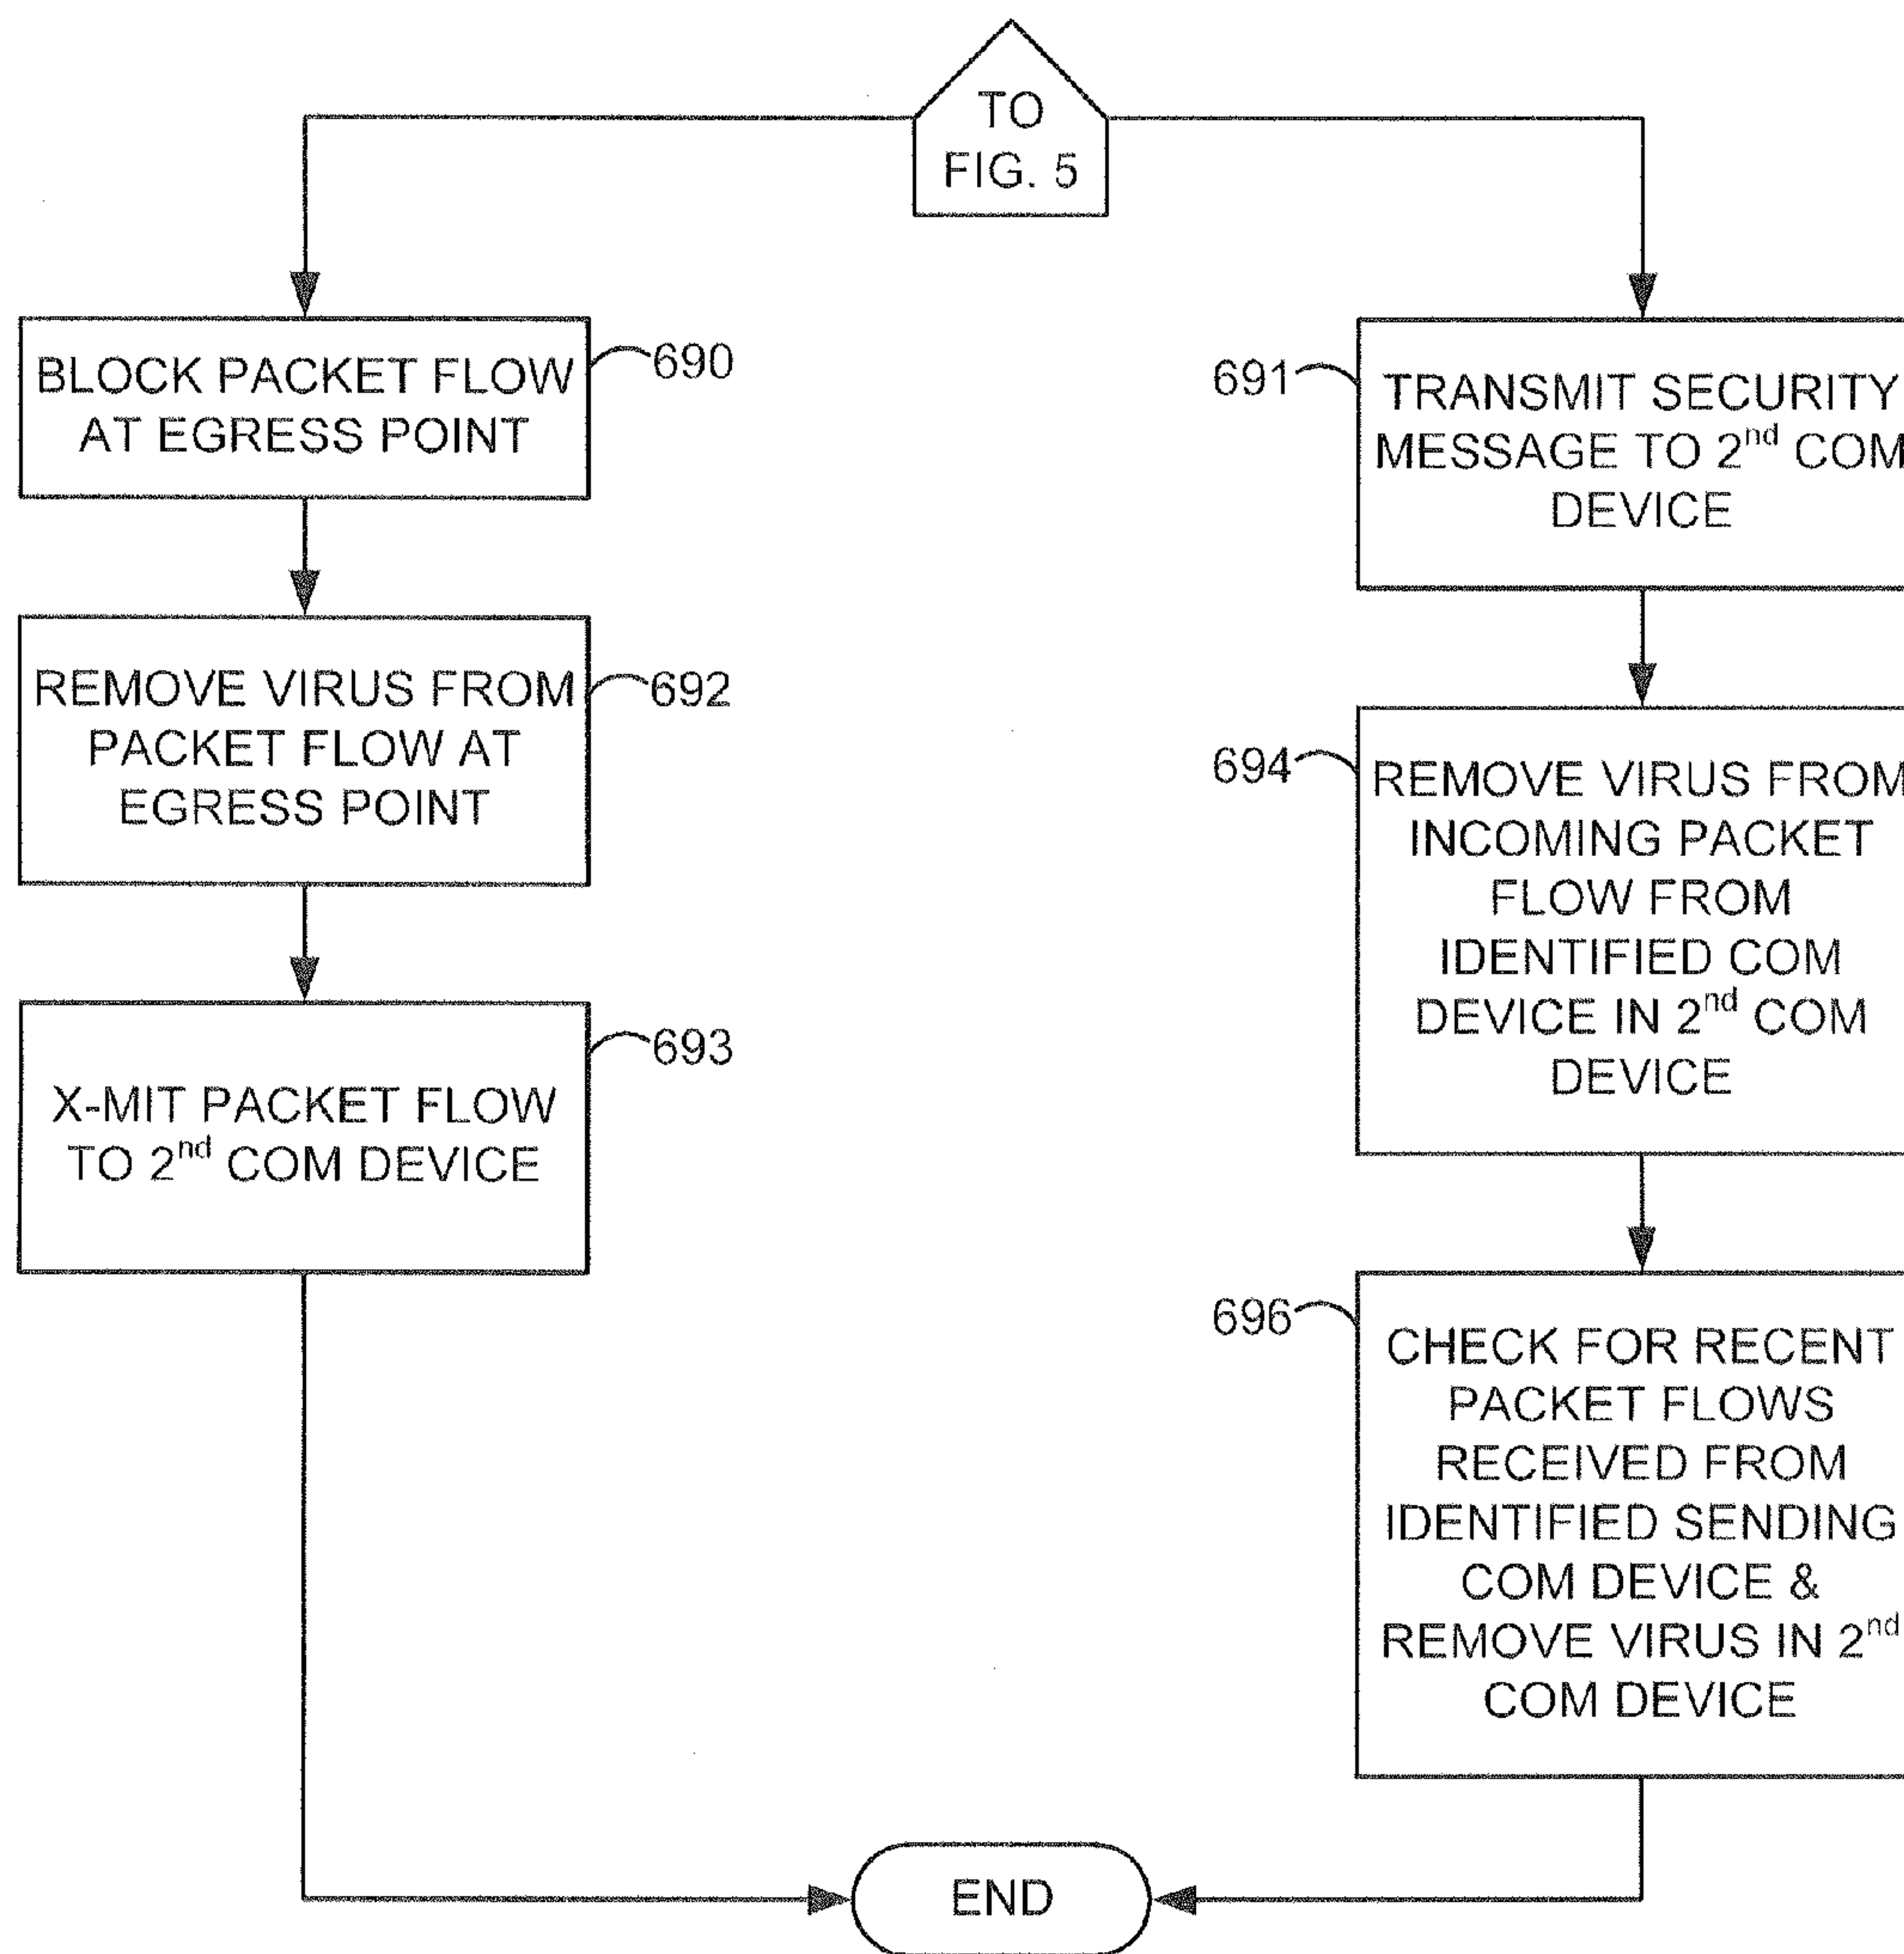 TO
FIG. 5
BLOCK PACKET FLOW
AT EGRESS POINT
690
REMOVE VIRUS FROM
PACKET FLOW AT
EGRESS POINT
692
X-MIT PACKET FLOW
TO 2nd COM DEVICE
693
691
TRANSMIT SECURITY
MESSAGE TO 2nd COM
DEVICE
694
REMOVE VIRUS FROM
INCOMING PACKET
FLOW FROM
IDENTIFIED COM
DEVICE IN 2nd COM
DEVICE
696
CHECK FOR RECENT
PACKET FLOWS
RECEIVED FROM
IDENTIFIED SENDING
COM DEVICE &
REMOVE VIRUS IN 2nd
COM DEVICE
END